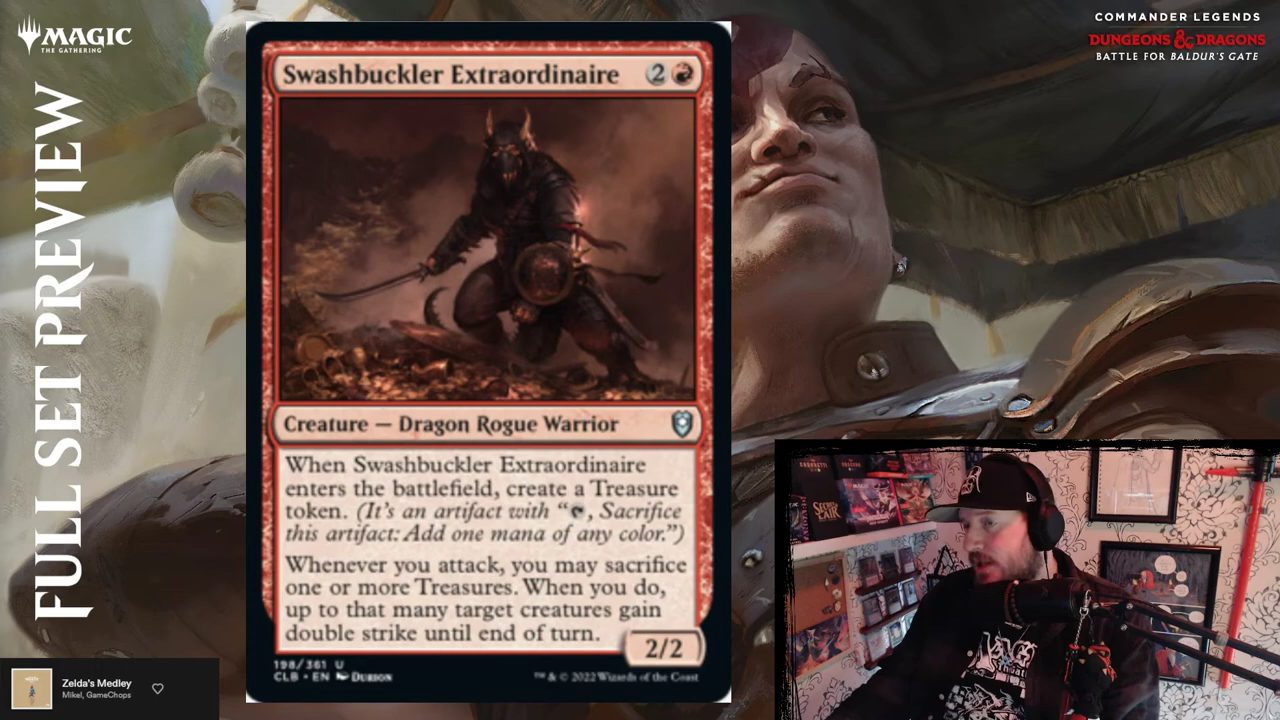 MAGIC
THE GATHERING
FULL SET PREVIEW
COMMANDER LEGENDS
DUNGEONS & DRAGONS
BATTLE FOR BALDUR'S GATE
Swashbuckler Extraordinaire 2
Creature — Dragon Rogue Warrior
When Swashbuckler Extraordinaire
enters the battlefield, create a Treasure
token. (It's an artifact with “, Sacrifice
this artifact: Add one mana of any color.”)
Whenever you attack, you may sacrifice
one or more Treasures. When you do,
up to that many target creatures gain
double strike until end of turn.
2/2
198/361 U
CLB • EN Durion
™ & © 2022 Wizards of the Coast
Zelda's Medley
Mikel, GameChops
SECRET
LAIR